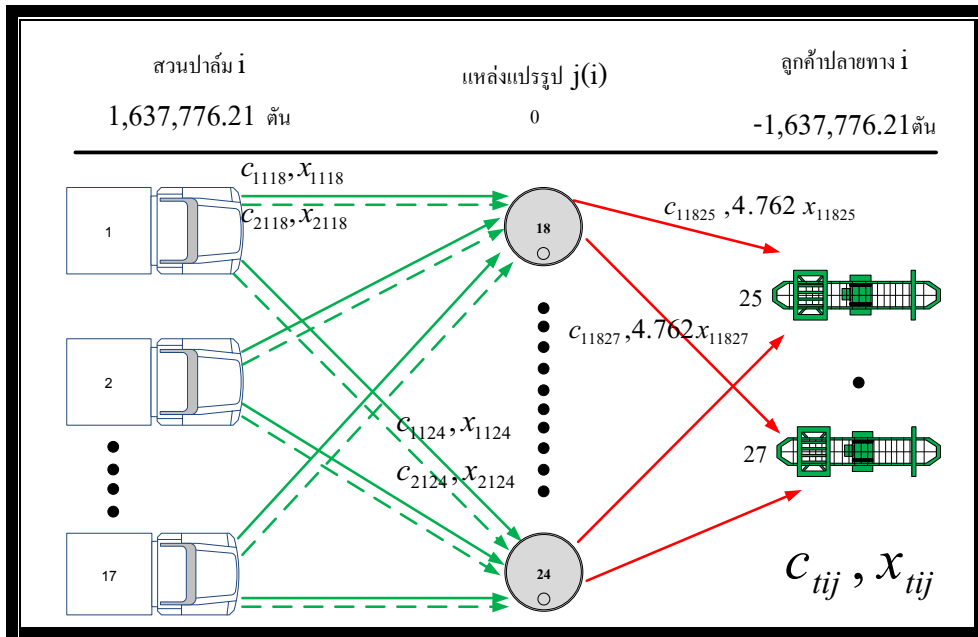 สวนปาล์ม i
แหล่งแปรรูป j(i)
ลูกค้าปลายทาง i
1,637,776.21 ตัน
0
-1,637,776.21ตัน
c₁₁₁₈, x₁₁₁₈
c₂₁₁₈, x₂₁₁₈
1
18
c₁₁₈₂₅ ,4.762 x₁₁₈₂₅
25
c₁₁₈₂₇ ,4.762x₁₁₈₂₇
2
c₁₁₂₄, x₁₁₂₄
c₂₁₂₄, x₂₁₂₄
27
17
24
c_tij , x_tij